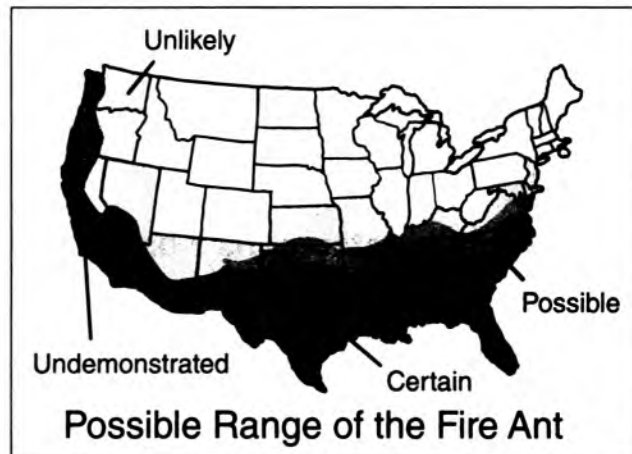 Unlikely
Possible
Undemonstrated
Certain
Possible Range of the Fire Ant